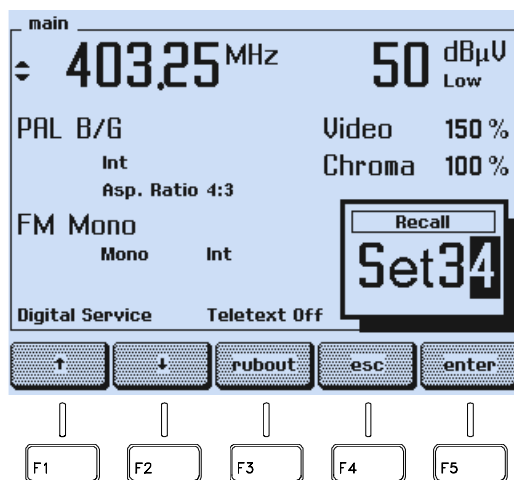 main
403,25 MHz 50 dBµV
Low
PAL B/G Video 150 %
Int Chroma 100 %
Asp. Ratio 4:3
FM Mono Recall
Mono Int Set34
Digital Service Teletext Off
↑ ↓ rubout esc enter
F1 F2 F3 F4 F5